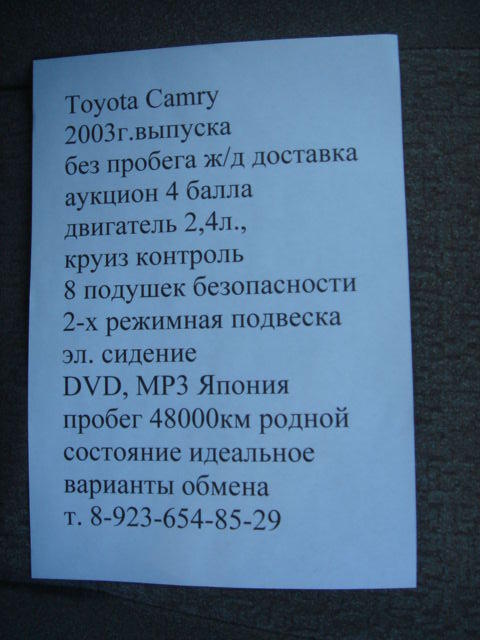 Toyota Camry
2003г.выпуска
без пробега ж/д доставка
аукцион 4 балла
двигатель 2,4л.,
круиз контроль
8 подушек безопасности
2-х режимная подвеска
эл. сидение
DVD, MP3 Япония
пробег 48000км родной
состояние идеальное
варианты обмена
т. 8-923-654-85-29